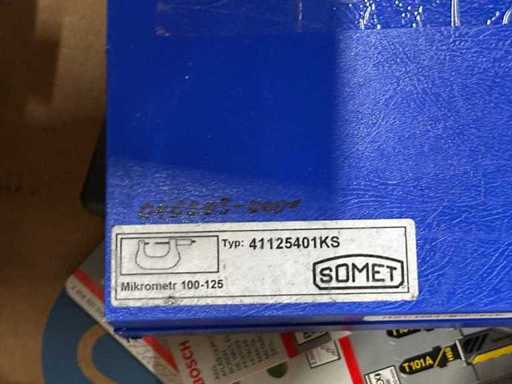 Typ: 41125401KS
SOMET
Mikrometr 100-125
BOSCH
T101A